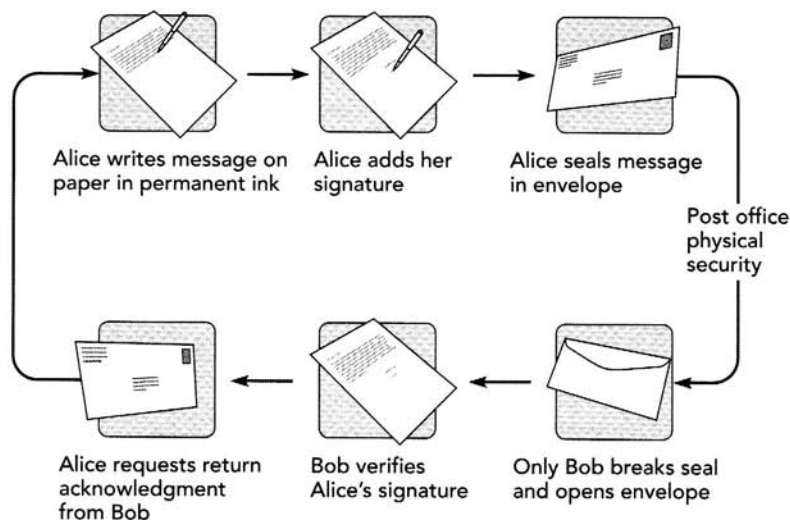 Alice writes message on
paper in permanent ink
Alice adds her
signature
Alice seals message
in envelope
Post office
physical
security
Only Bob breaks seal
and opens envelope
Bob verifies
Alice's signature
Alice requests return
acknowledgment
from Bob